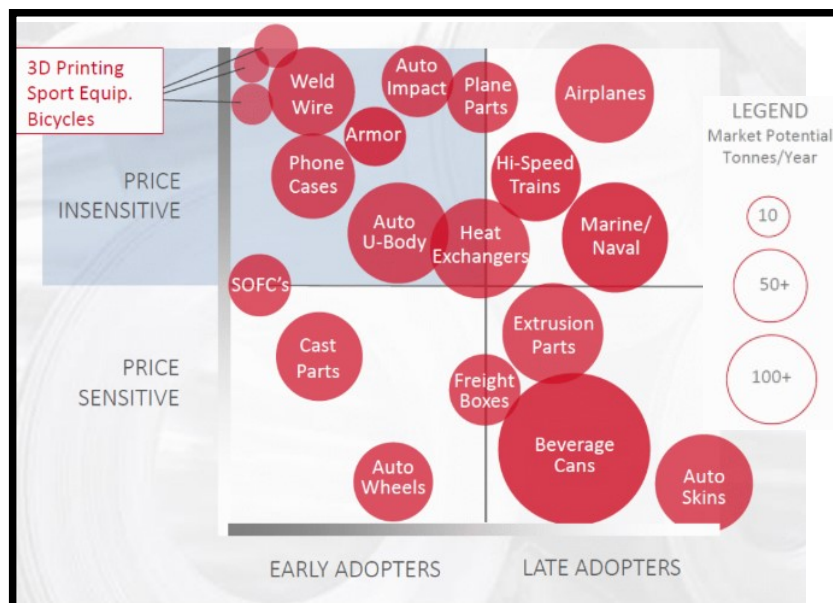 3D Printing
Sport Equip.
Bicycles
Weld
Wire
Auto
Impact
Plane
Parts
Airplanes
Armor
Phone
Cases
Hi-Speed
Trains
Auto
U-Body
Heat
Exchangers
Marine/
Naval
PRICE
INSENSITIVE
LEGEND
Market Potential
Tonnes/Year
10
50+
100+
SOFC's
Cast
Parts
Extrusion
Parts
Freight
Boxes
Beverage
Cans
Auto
Wheels
Auto
Skins
PRICE
SENSITIVE
EARLY ADOPTERS
LATE ADOPTERS